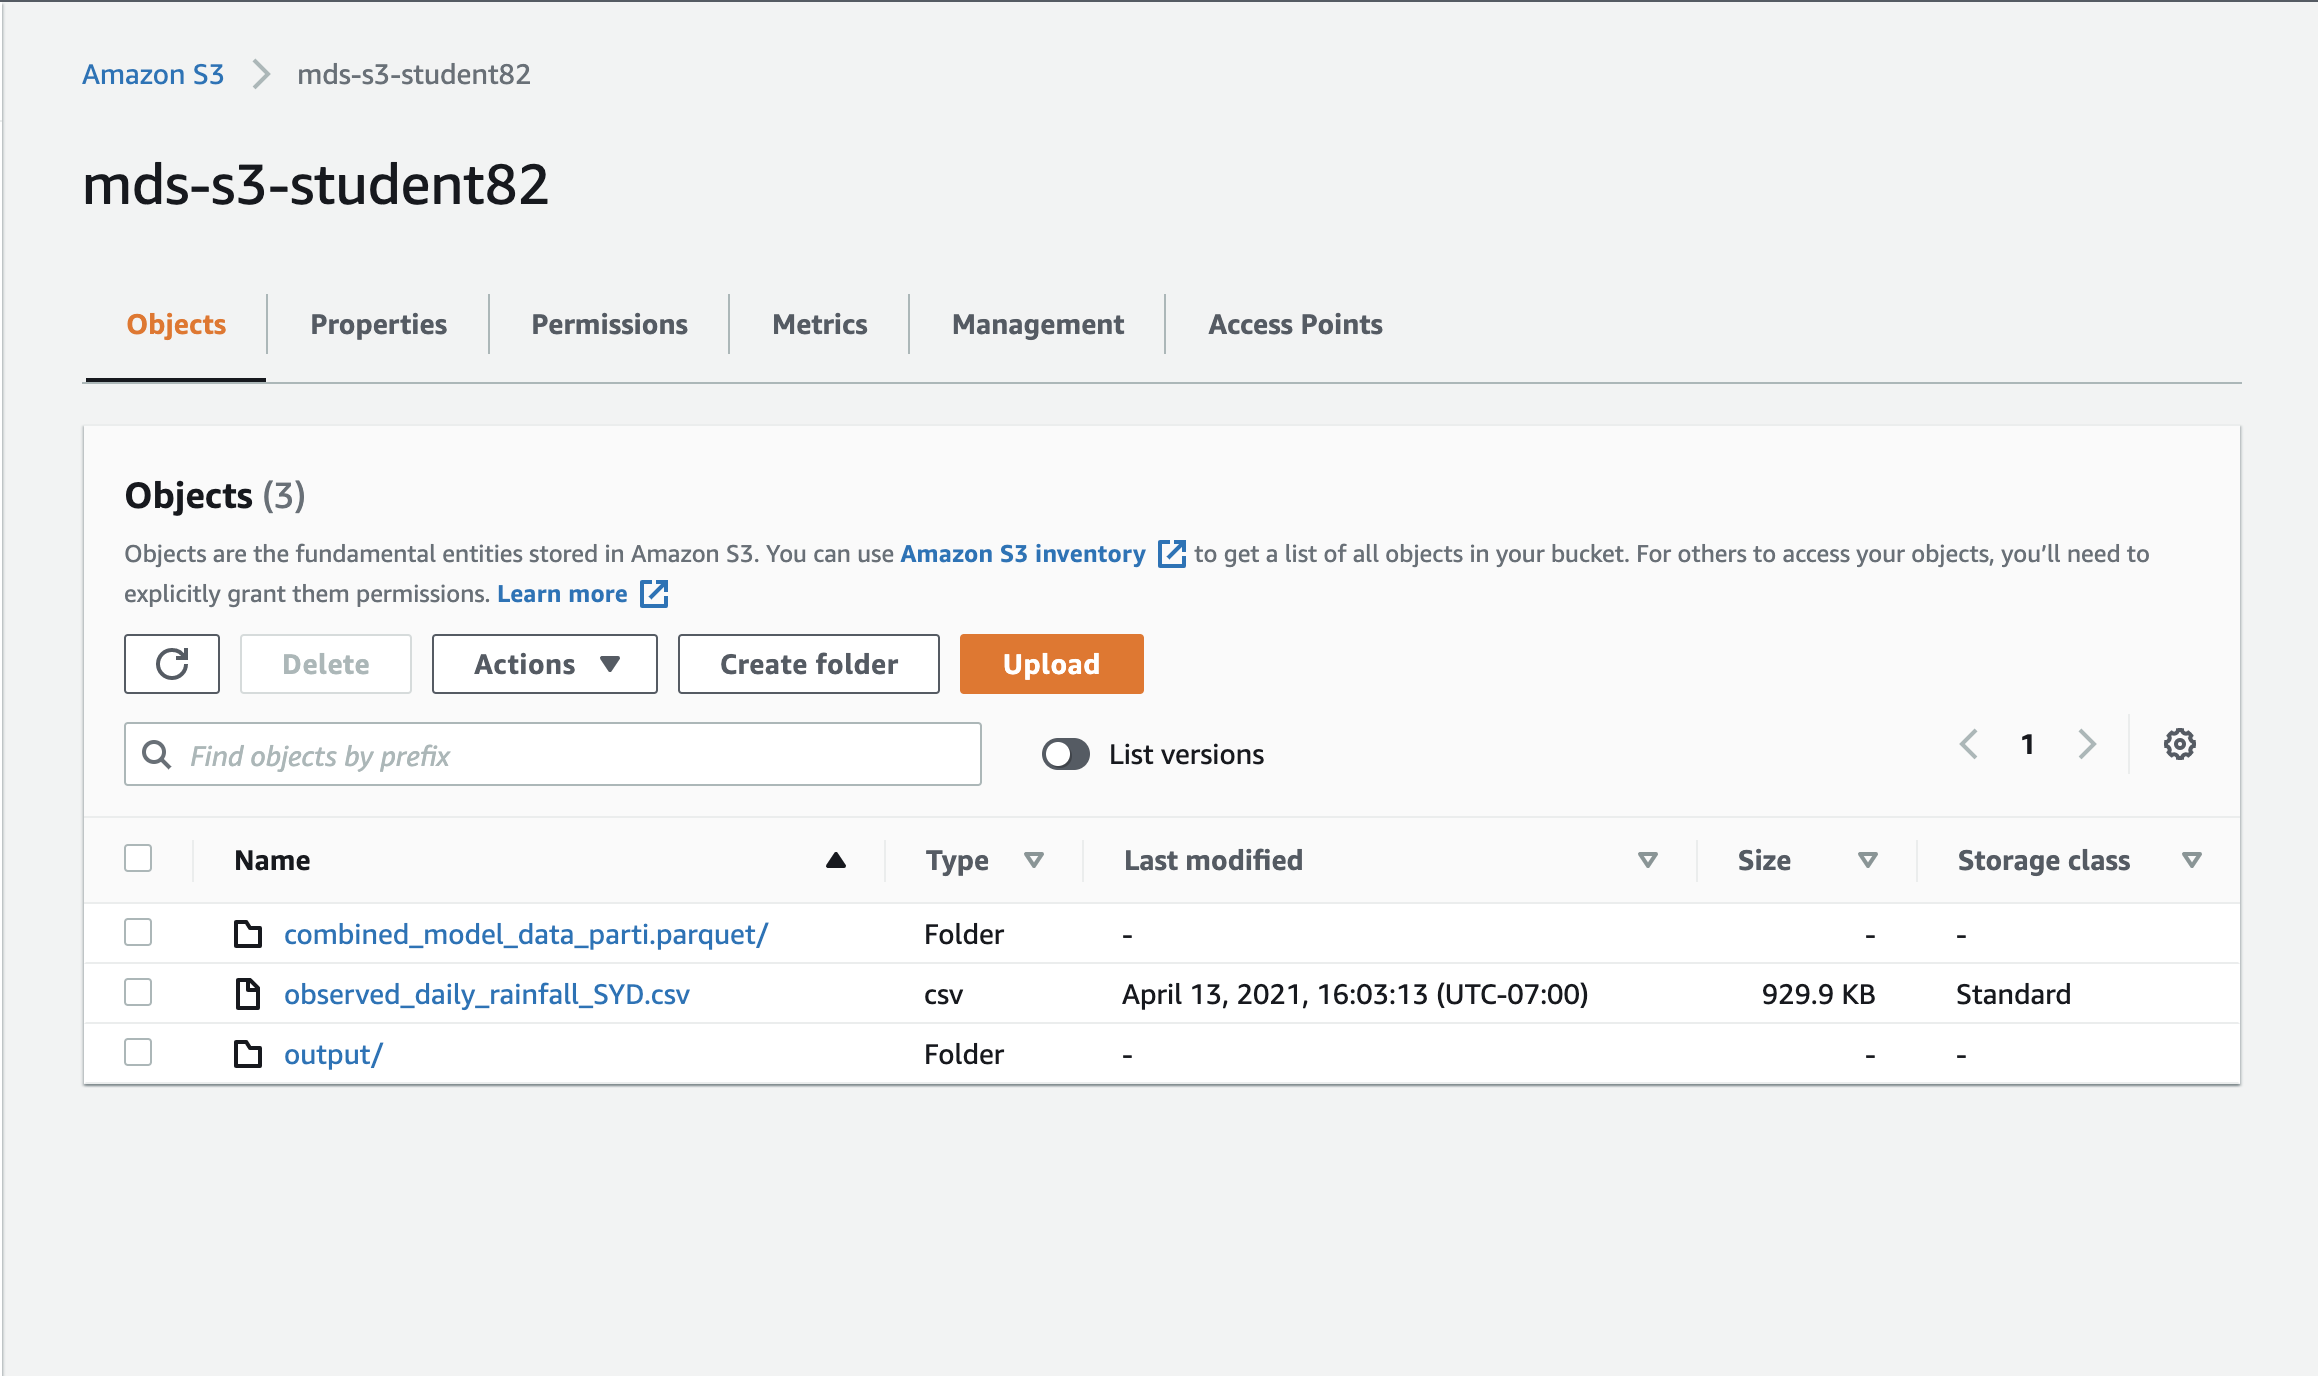 Amazon S3 > mds-s3-student82
mds-s3-student82
Objects Properties Permissions Metrics Management Access Points
Objects (3)
Objects are the fundamental entities stored in Amazon S3. You can use Amazon S3 inventory to get a list of all objects in your bucket. For others to access your objects, you'll need to
explicitly grant them permissions. Learn more
Delete Actions Create folder Upload
Find objects by prefix List versions 1
Name Type Last modified Size Storage class
combined_model_data_parti.parquet/ Folder - - -
observed_daily_rainfall_SYD.csv csv April 13, 2021, 16:03:13 (UTC-07:00) 929.9 KB Standard
output/ Folder - - -